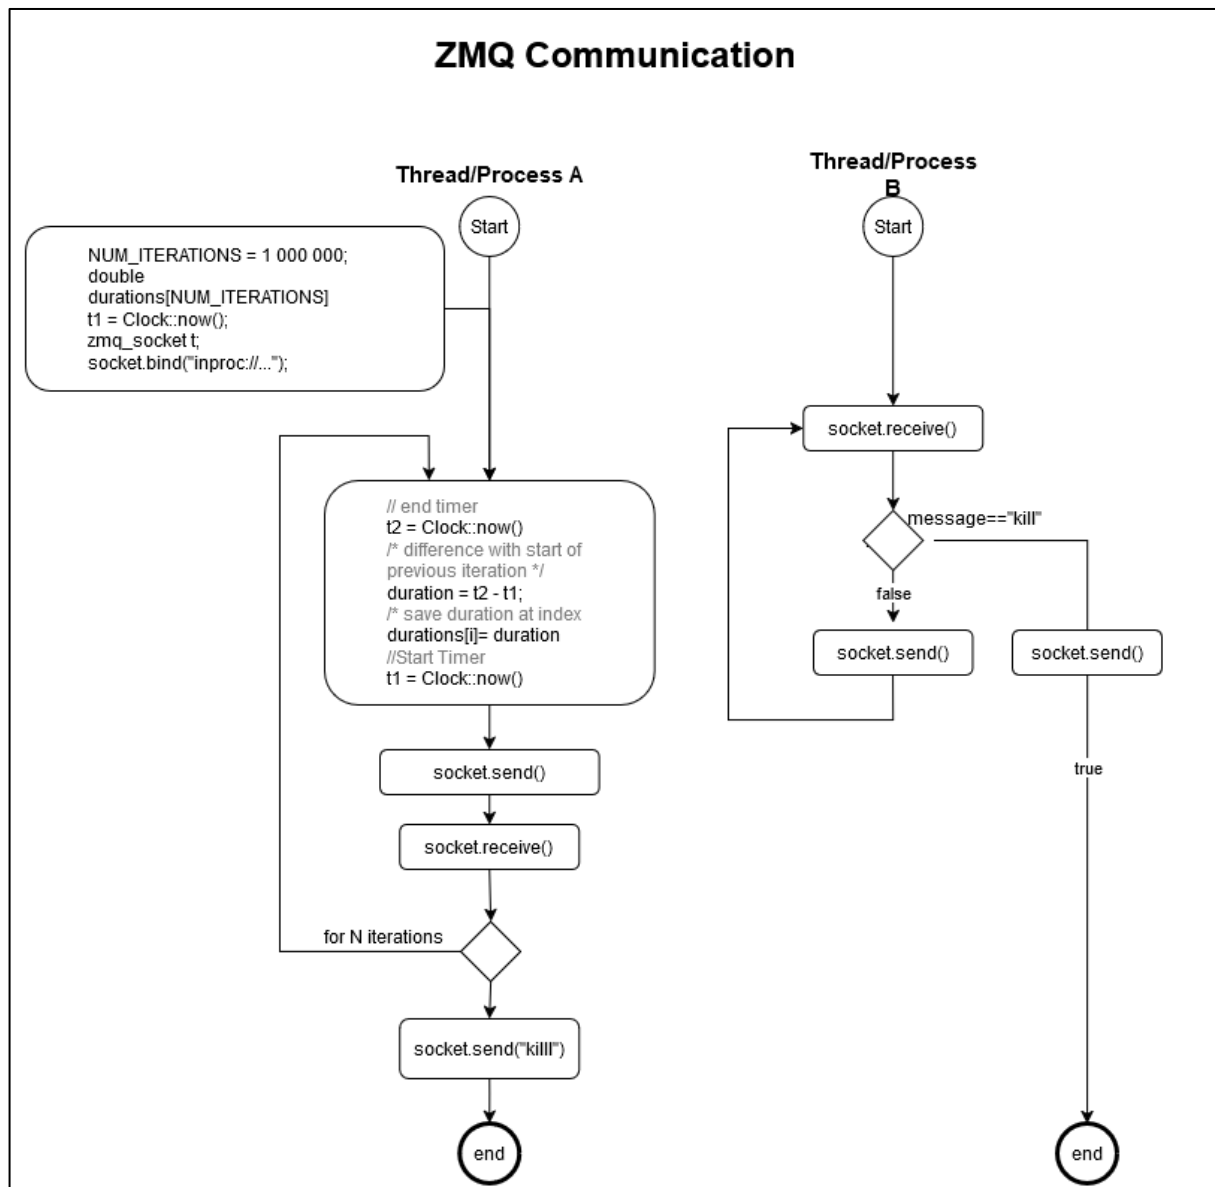 ZMQ Communication
Thread/Process A
Start
NUM_ITERATIONS = 1 000 000;
double
durations[NUM_ITERATIONS]
t1 = Clock::now();
zmq_socket t;
socket.bind("inproc://...");
// end timer
t2 = Clock::now()
/* difference with start of
previous iteration */
duration = t2 - t1;
/* save duration at index
durations[i]= duration
//Start Timer
t1 = Clock::now()
socket.send()
socket.receive()
for N iterations
socket.send("killl")
end
Thread/Process
B
Start
socket.receive()
message=="kill"
false
socket.send()
socket.send()
true
end